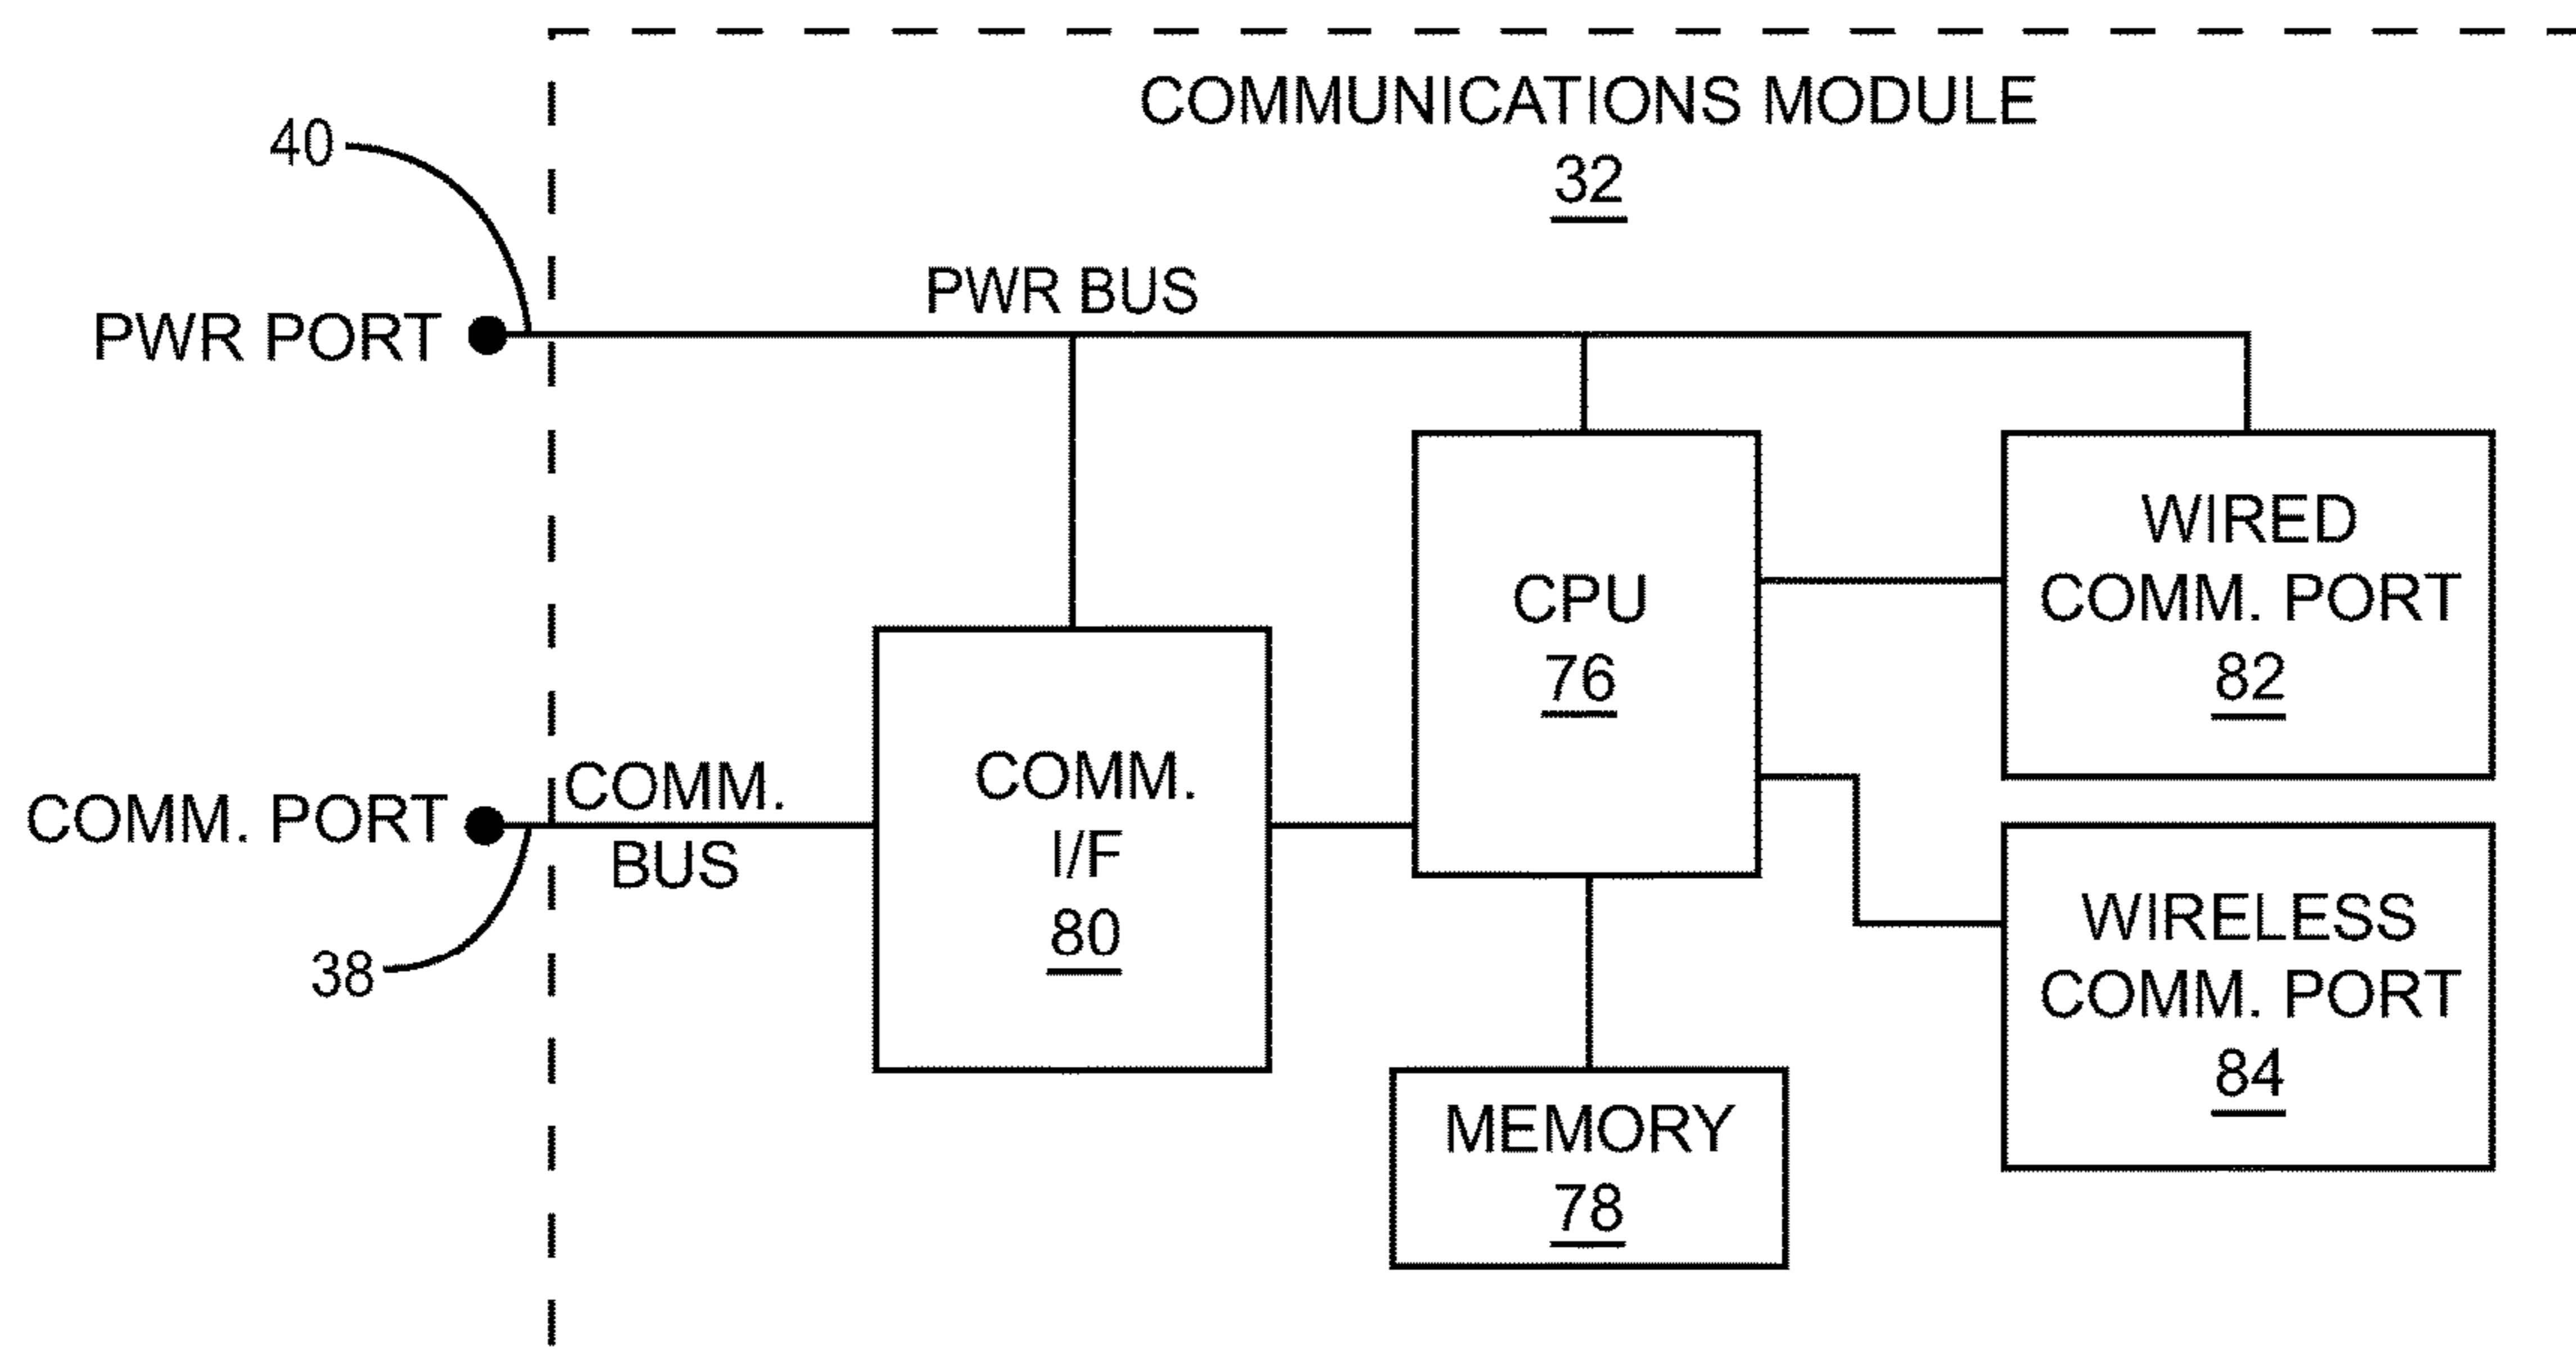 COMMUNICATIONS MODULE
32
40
PWR BUS
PWR PORT
WIRED
COMM. PORT
82
CPU
76
COMM.
I/F
80
COMM. PORT
COMM.
BUS
38
WIRELESS
COMM. PORT
84
MEMORY
78